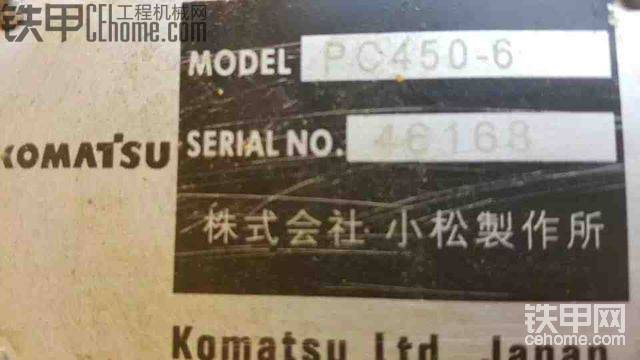 铁甲 工程机械网
CEhome.com
MODEL PC450-6
KOMATSU SERIAL NO. 46168
株式会社 小松製作所
Komatsu Ltd. Japan
铁甲网
cehome.com